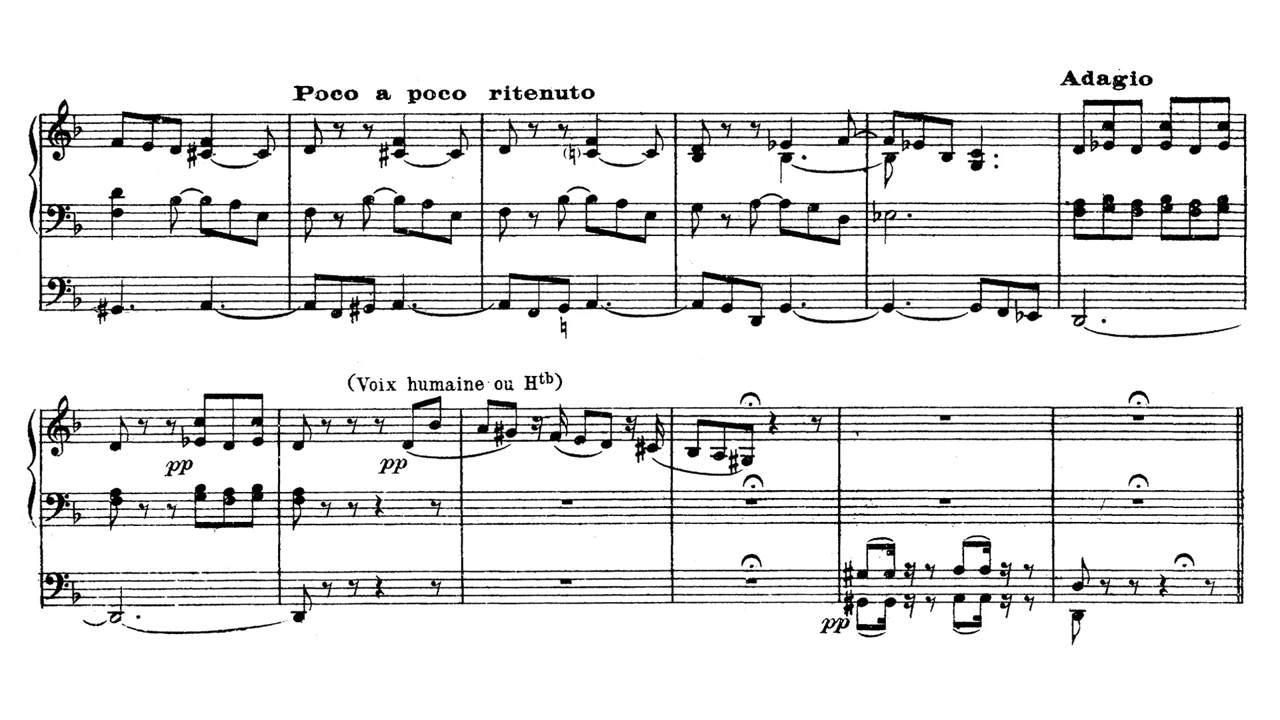 Poco a poco ritenuto
Adagio
(Voix humaine ou Htb)
pp
pp
pp